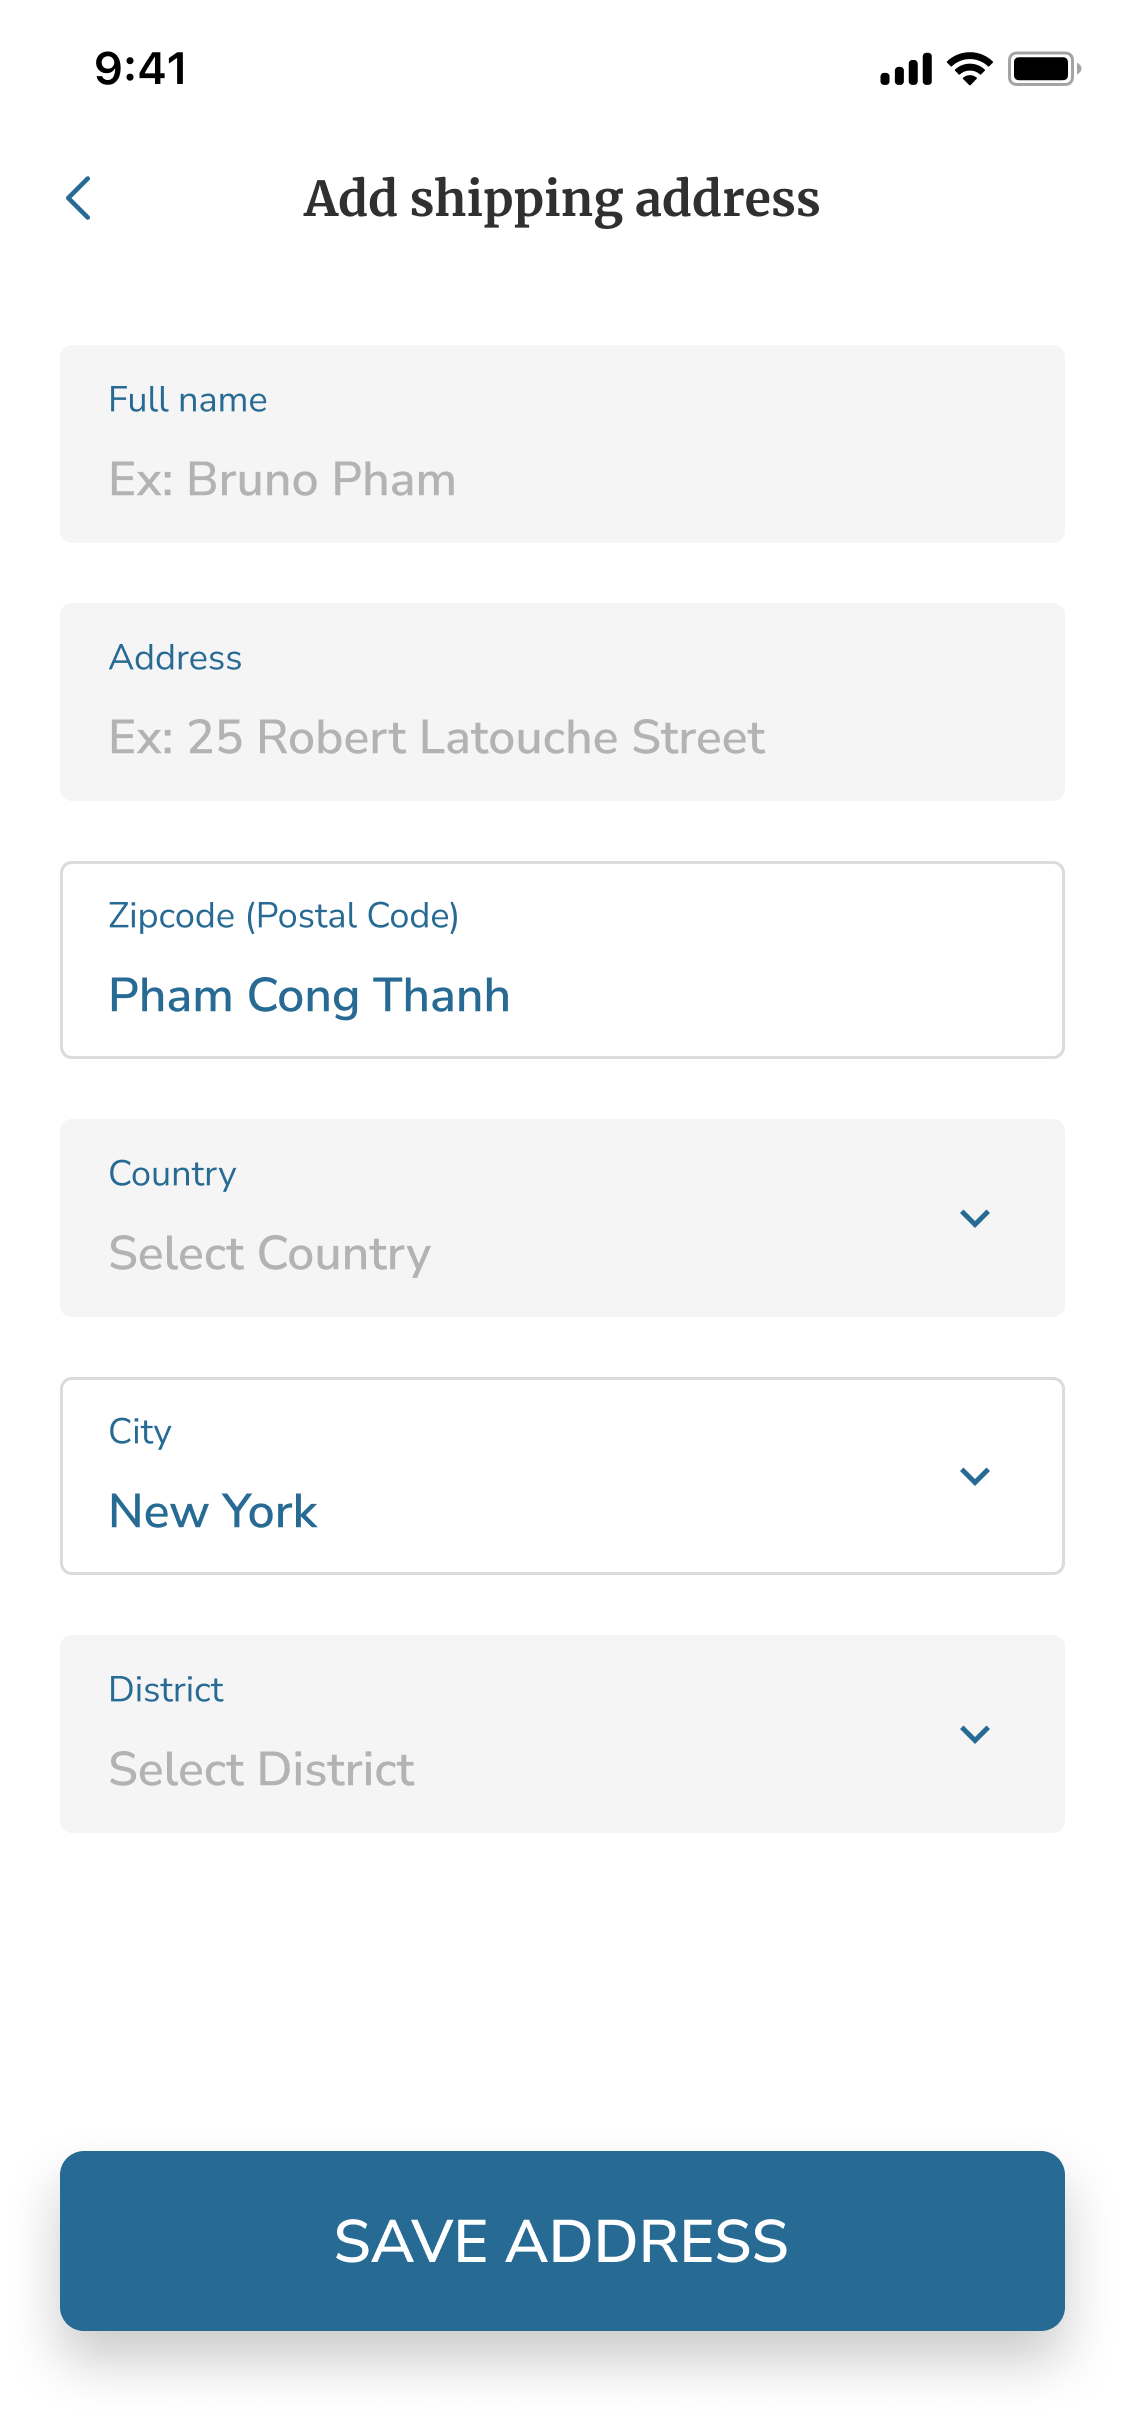 9:41
Add shipping address
Full name
Ex: Bruno Pham
Address
Ex: 25 Robert Latouche Street
Zipcode (Postal Code)
Pham Cong Thanh
Country
Select Country
City
New York
District
Select District
SAVE ADDRESS